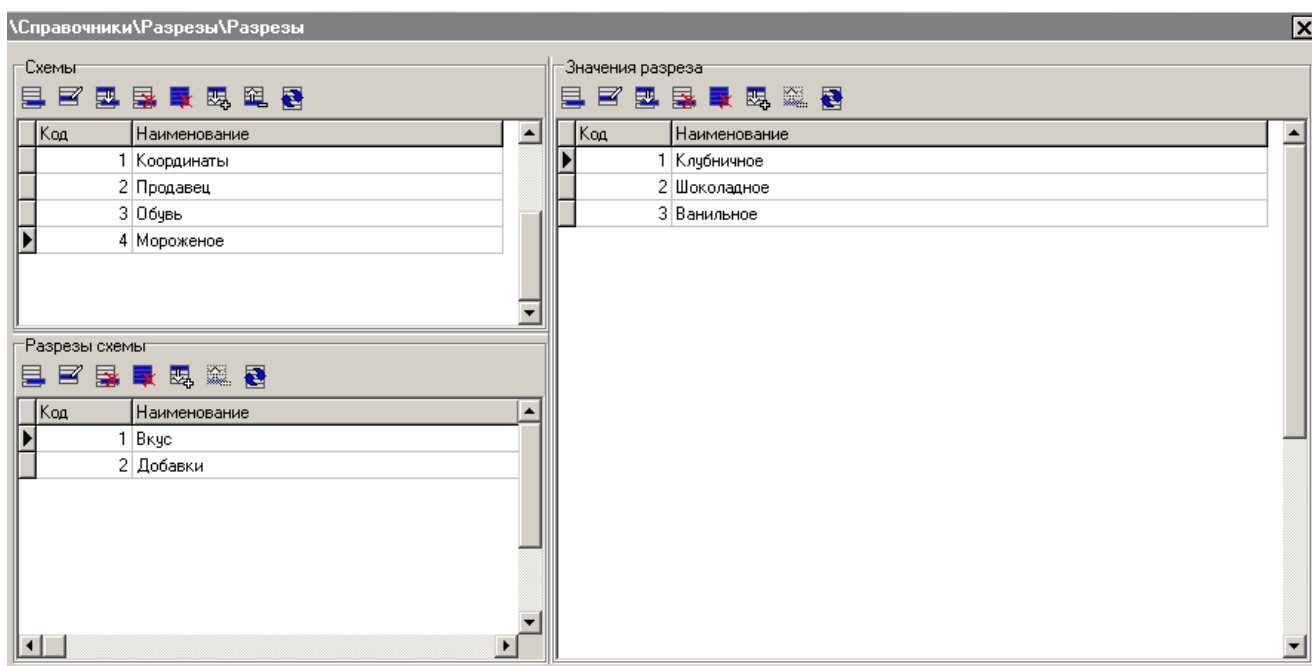 \Справочники\Разрезы\Разрезы
Схемы
Код Наименование
1 Координаты
2 Продавец
3 Обувь
4 Мороженое
Разрезы схемы
Код Наименование
1 Вкус
2 Добавки
Значения разреза
Код Наименование
1 Клубничное
2 Шоколадное
3 Ванильное